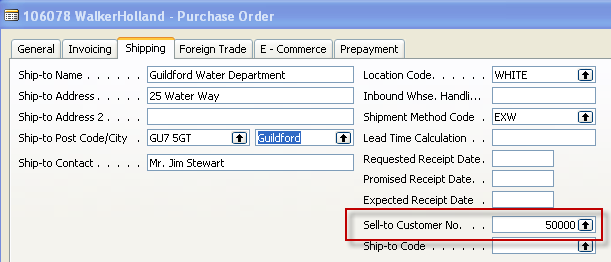 106078 WalkerHolland - Purchase Order
General Invoicing Shipping Foreign Trade E - Commerce Prepayment
Ship-to Name . . . . . . Guildford Water Department
Location Code. . . . . . WHITE
Ship-to Address . . . . . 25 Water Way
Inbound Whse. Handli...
Ship-to Address 2 . . . .
Shipment Method Code . EXW
Ship-to Post Code/City . GU7 5GT Guildford
Lead Time Calculation . .
Ship-to Contact . . . . . Mr. Jim Stewart
Requested Receipt Date.
Promised Receipt Date. .
Expected Receipt Date .
Sell-to Customer No. . . 50000
Ship-to Code . . . . . .